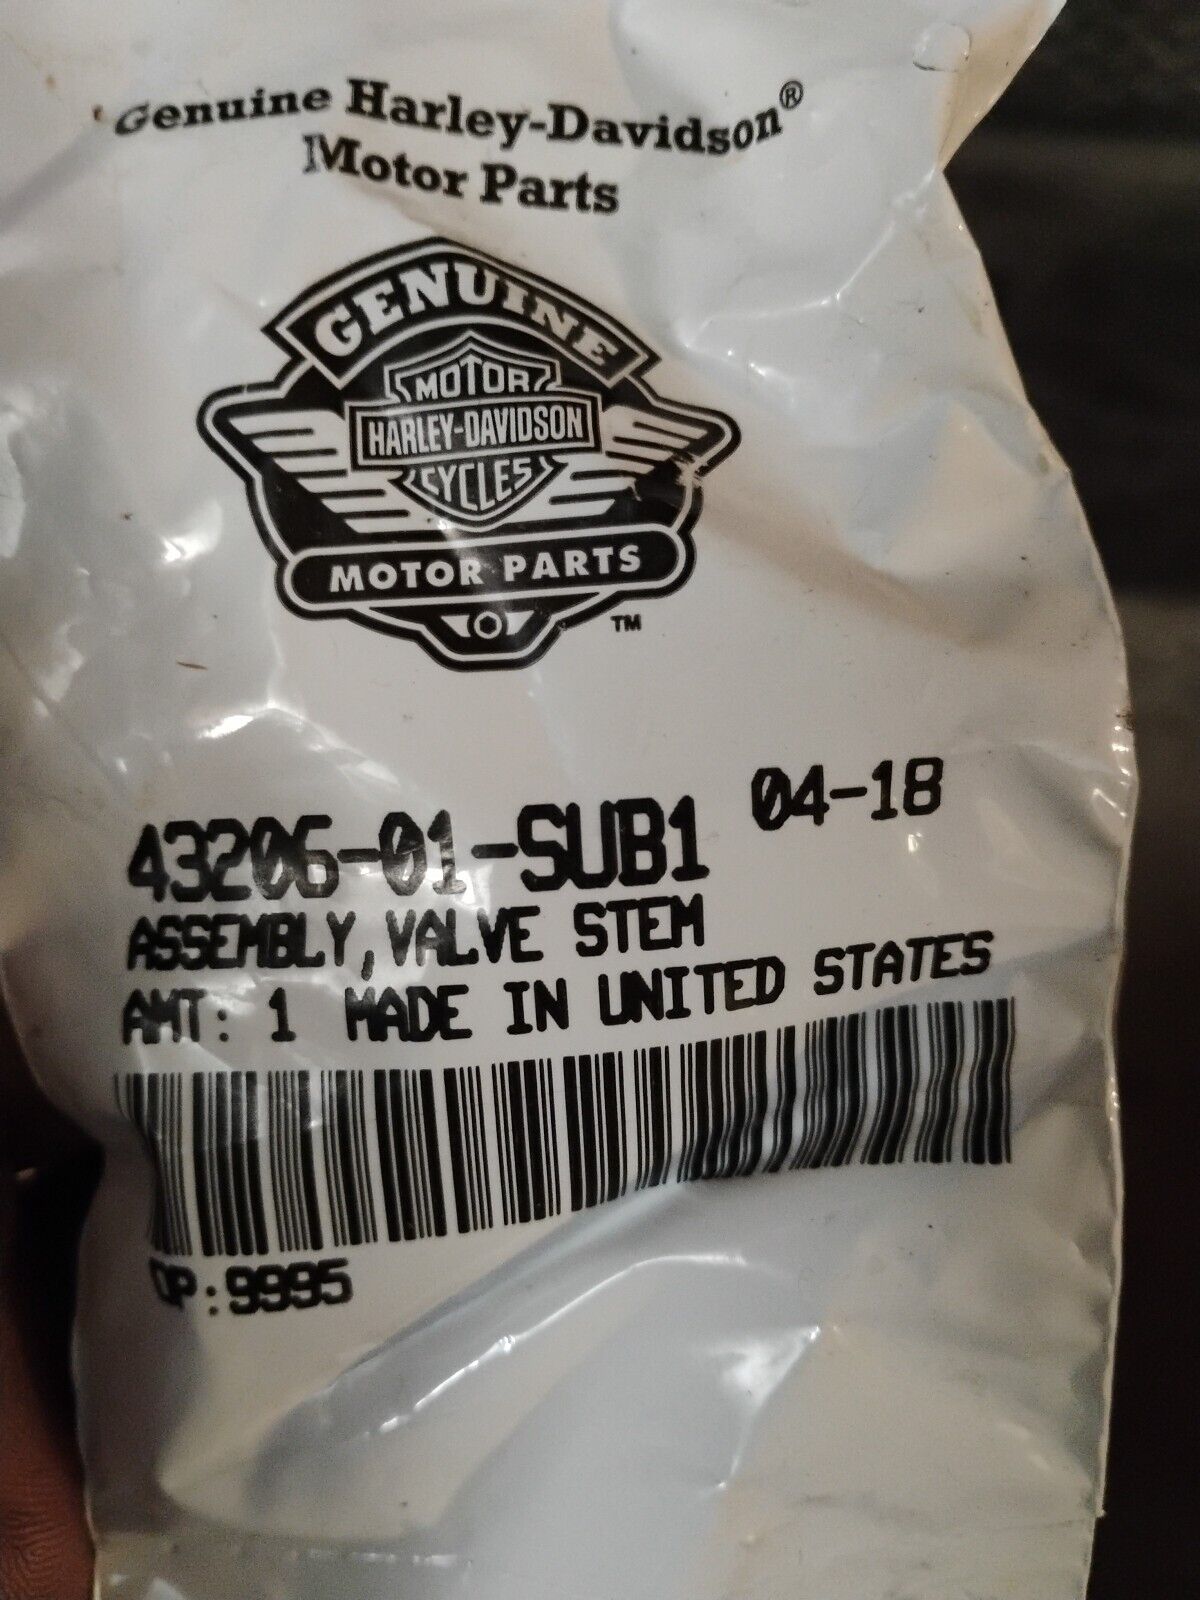 Genuine Harley-Davidson®
Motor Parts
GENUINE
MOTOR
HARLEY-DAVIDSON
CYCLES
MOTOR PARTS
TM
43206-01-SUB1 04-18
ASSEMBLY,VALVE STEM
AMT: 1 MADE IN UNITED STATES
OP:9995